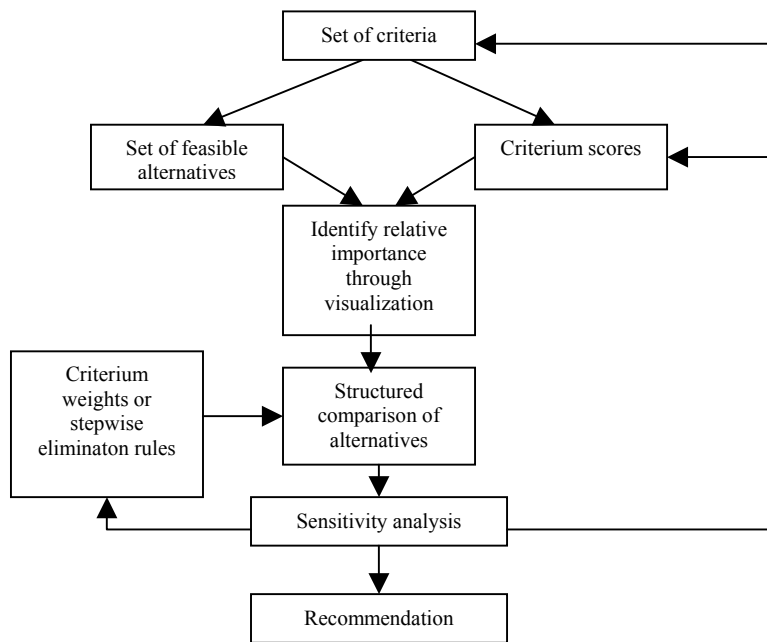 Set of criteria
Set of feasible
alternatives
Criterium scores
Identify relative
importance
through
visualization
Criterium
weights or
stepwise
eliminaton rules
Structured
comparison of
alternatives
Sensitivity analysis
Recommendation